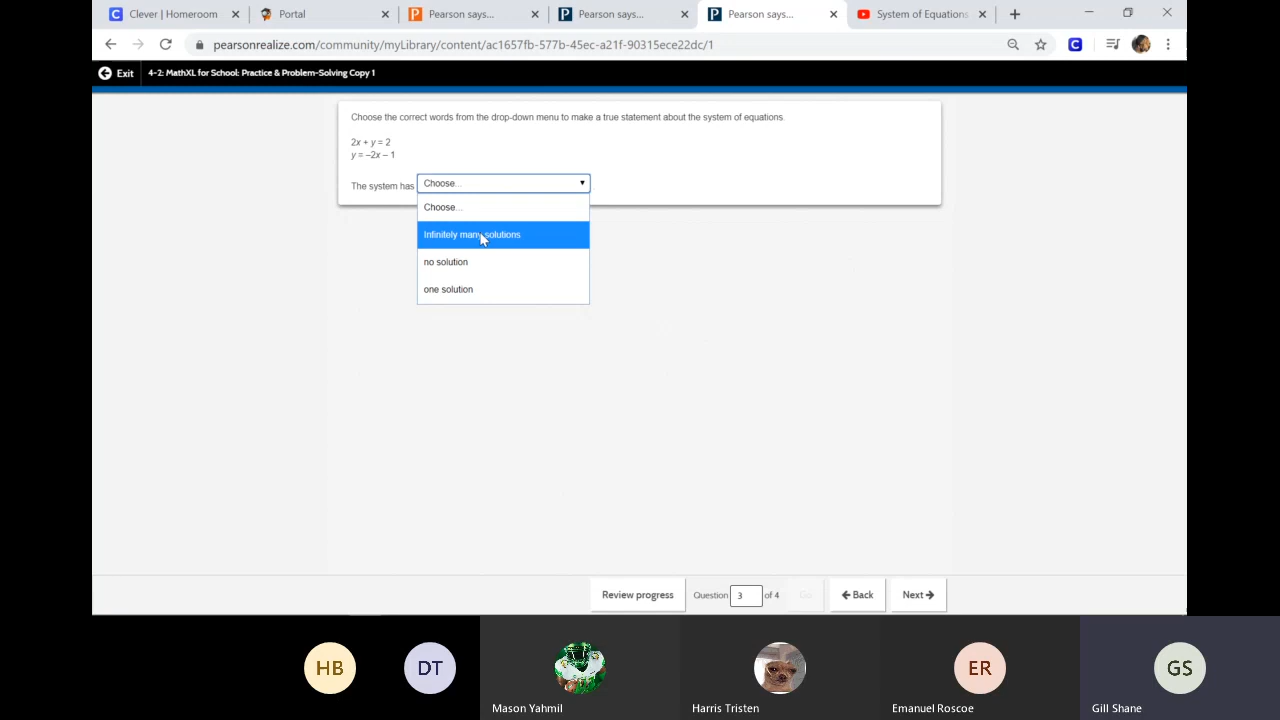 Clever | Homeroom
Portal
Pearson says...
Pearson says...
Pearson says...
System of Equations
pearsonrealize.com/community/myLibrary/content/ac1657fb-577b-45ec-a21f-90315ece22dc/1
Exit
4-2: MathXL for School: Practice & Problem-Solving Copy 1
Choose the correct words from the drop-down menu to make a true statement about the system of equations.
2x + y = 2
y = –2x – 1
The system has Choose...
Choose...
Infinitely many solutions
no solution
one solution
Review progress
Question 3 of 4
Go
Back
Next
HB
DT
ER
GS
Mason Yahmil
Harris Tristen
Emanuel Roscoe
Gill Shane